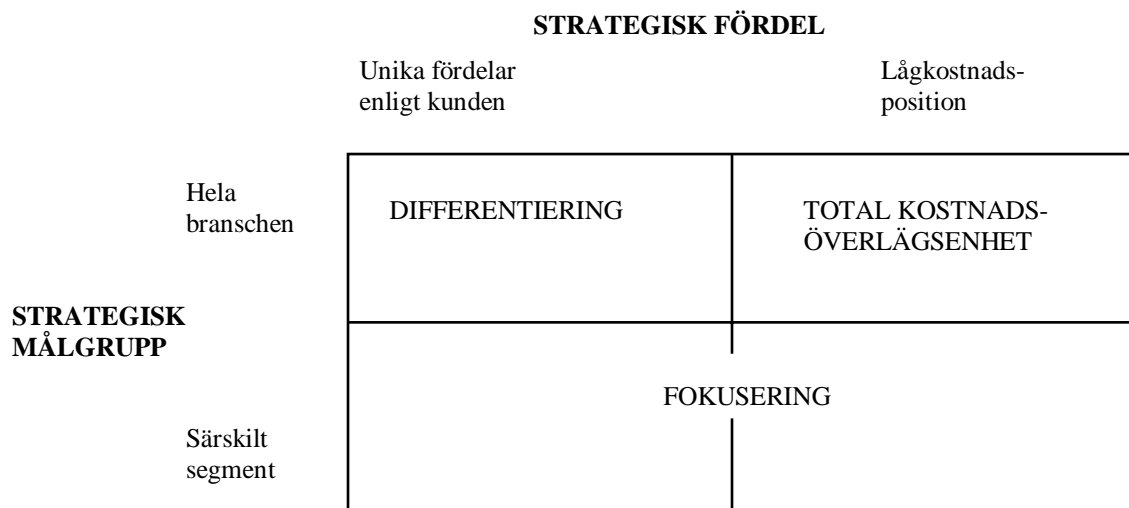 STRATEGISK FÖRDEL
Unika fördelar
enligt kunden
Lågkostnads-
position
Hela
branschen
DIFFERENTIERING
TOTAL KOSTNADS-
ÖVERLÄGSENHET
STRATEGISK
MÅLGRUPP
FOKUSERING
Särskilt
segment